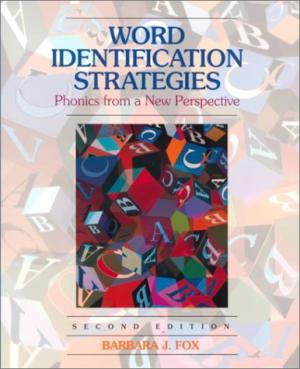 WORD
IDENTIFICATION
STRATEGIES
Phonics from a New Perspective
SECOND EDITION
BARBARA J. FOX